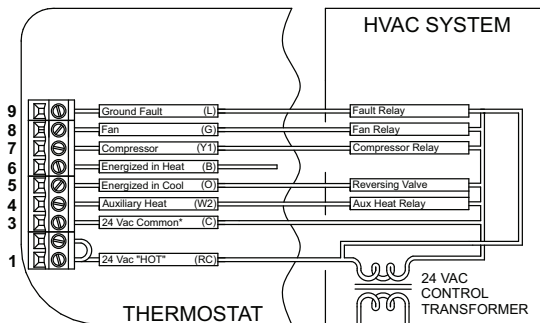 HVAC SYSTEM
9 Ground Fault (L) Fault Relay
8 Fan (G) Fan Relay
7 Compressor (Y1) Compressor Relay
6 Energized in Heat (B)
5 Energized in Cool (O) Reversing Valve
4 Auxiliary Heat (W2) Aux Heat Relay
3 24 Vac Common* (C)
1 24 Vac "HOT" (RC)
24 VAC
CONTROL
TRANSFORMER
THERMOSTAT